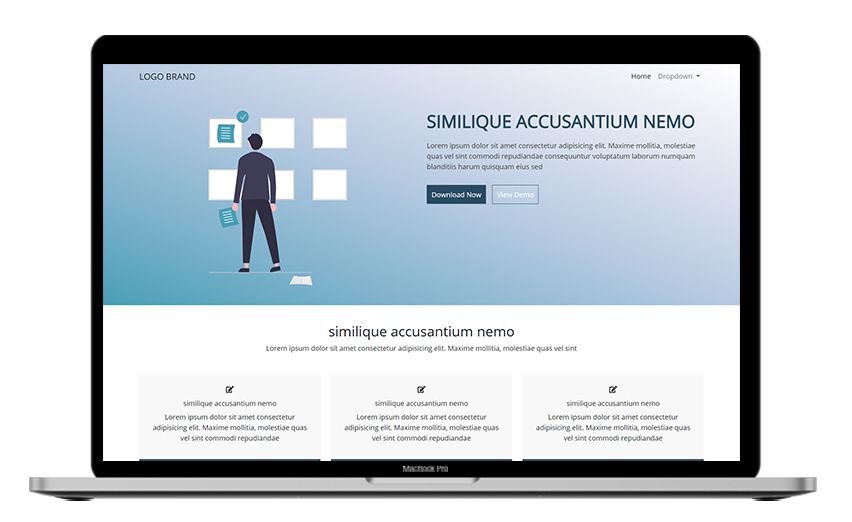 LOGO BRAND
Home Dropdown
SIMILIQUE ACCUSANTIUM NEMO
Lorem ipsum dolor sit amet consectetur adipisicing elit. Maxime mollitia, molestiae
quas vel sint commodi repudiandae consequuntur voluptatum laborum numquam
blanditiis harum quisquam eius sed
Download Now View Demo
similique accusantium nemo
Lorem ipsum dolor sit amet consectetur adipisicing elit. Maxime mollitia, molestiae quas vel sint
similique accusantium nemo
Lorem ipsum dolor sit amet consectetur
adipisicing elit. Maxime mollitia, molestiae quas
vel sint commodi repudiandae
similique accusantium nemo
Lorem ipsum dolor sit amet consectetur
adipisicing elit. Maxime mollitia, molestiae quas
vel sint commodi repudiandae
similique accusantium nemo
Lorem ipsum dolor sit amet consectetur
adipisicing elit. Maxime mollitia, molestiae quas
vel sint commodi repudiandae
MacBook Pro